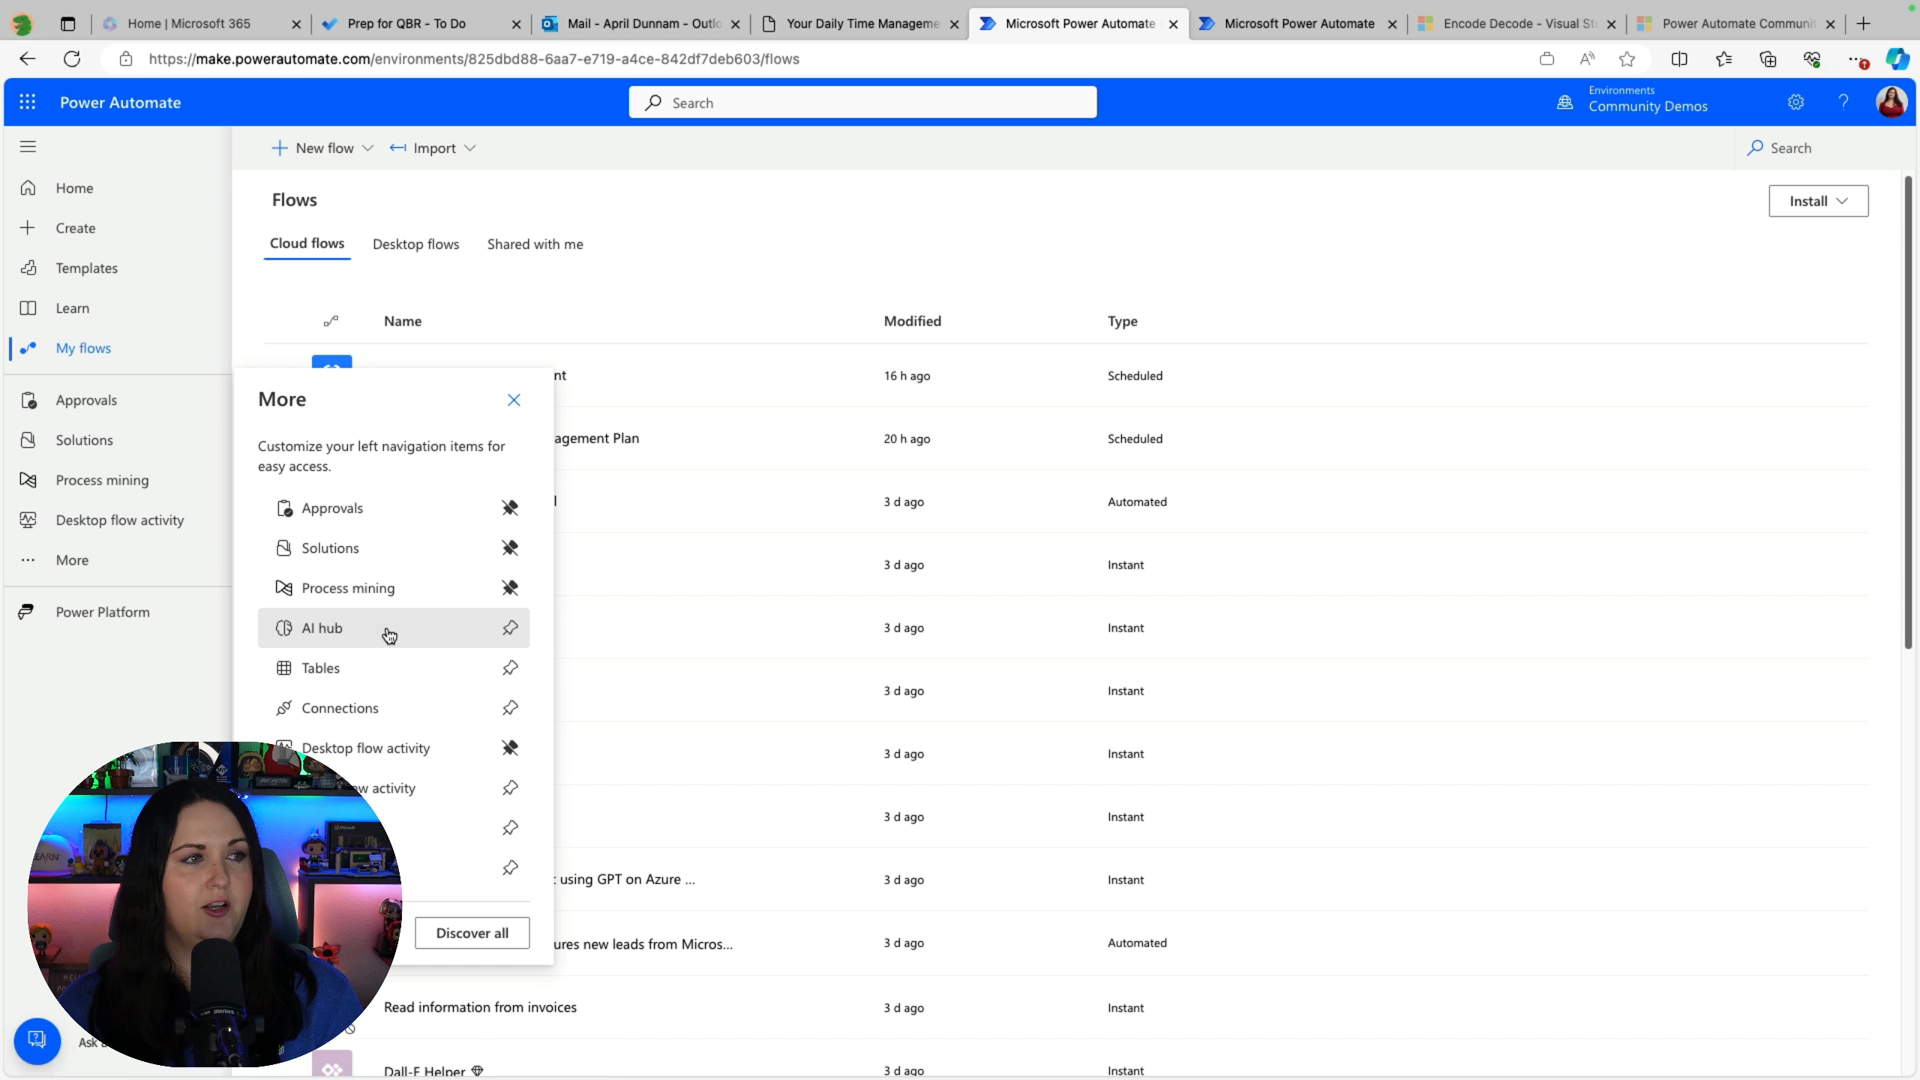 Home | Microsoft 365
Prep for QBR - To Do
Mail - April Dunnam - Outlo
Your Daily Time Manageme
Microsoft Power Automate
Microsoft Power Automate
Encode Decode - Visual St
Power Automate Communit
https://make.powerautomate.com/environments/825dbd88-6aa7-e719-a4ce-842df7deb603/flows
Power Automate
Search
Environments
Community Demos
New flow
Import
Search
Home
Create
Templates
Learn
My flows
Approvals
Solutions
Process mining
Desktop flow activity
More
Power Platform
Flows
Install
Cloud flows
Desktop flows
Shared with me
Name
Modified
Type
nt
16 h ago
Scheduled
agement Plan
20 h ago
Scheduled
l
3 d ago
Automated
3 d ago
Instant
3 d ago
Instant
3 d ago
Instant
3 d ago
Instant
3 d ago
Instant
using GPT on Azure ...
3 d ago
Instant
ures new leads from Micros...
3 d ago
Automated
Read information from invoices
3 d ago
Instant
Dall-E Helper
3 d ago
Instant
More
Customize your left navigation items for
easy access.
Approvals
Solutions
Process mining
AI hub
Tables
Connections
Desktop flow activity
w activity
Discover all
Ask